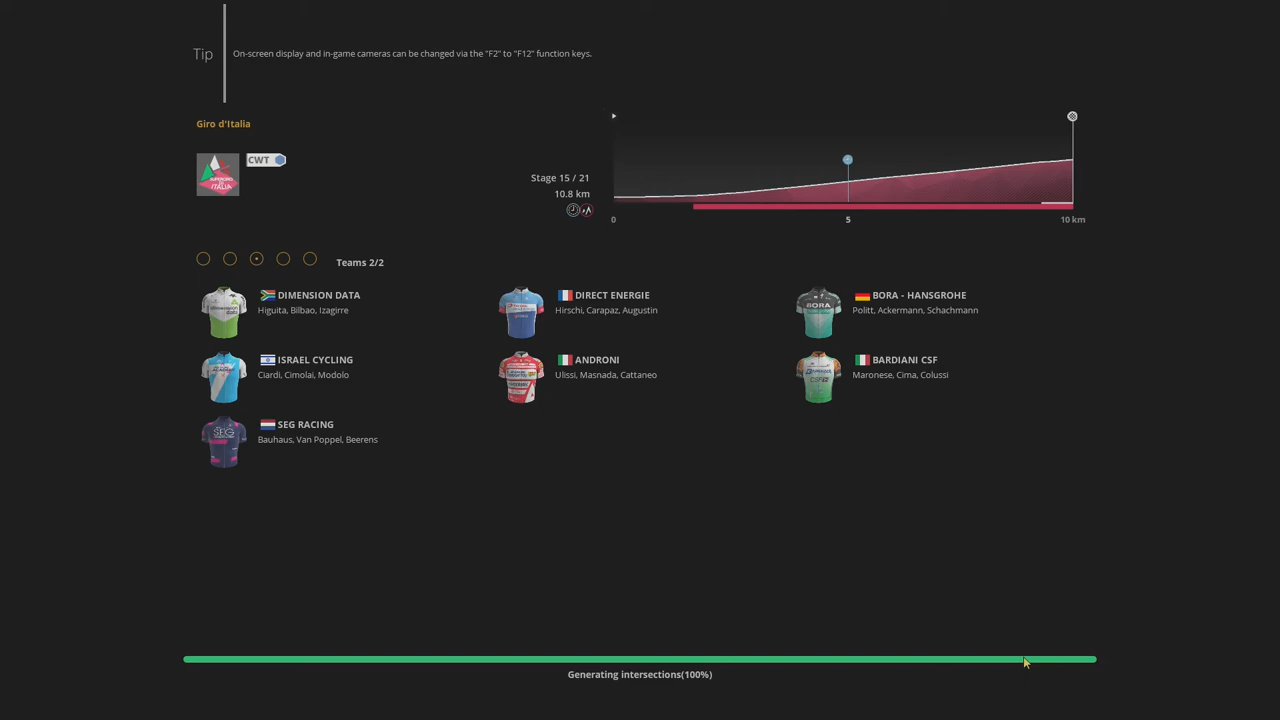 Tip
On-screen display and in-game cameras can be changed via the "F2" to "F12" function keys.
Giro d'Italia
CWT
Stage 15 / 21
10.8 km
0
5
10 km
Teams 2/2
DIMENSION DATA
Higuita, Bilbao, Izagirre
DIRECT ENERGIE
Hirschi, Carapaz, Augustin
BORA - HANSGROHE
Politt, Ackermann, Schachmann
ISRAEL CYCLING
Ciardi, Cimolai, Modolo
ANDRONI
Ulissi, Masnada, Cattaneo
BARDIANI CSF
Maronese, Cima, Colussi
SEG RACING
Bauhaus, Van Poppel, Beerens
Generating intersections(100%)